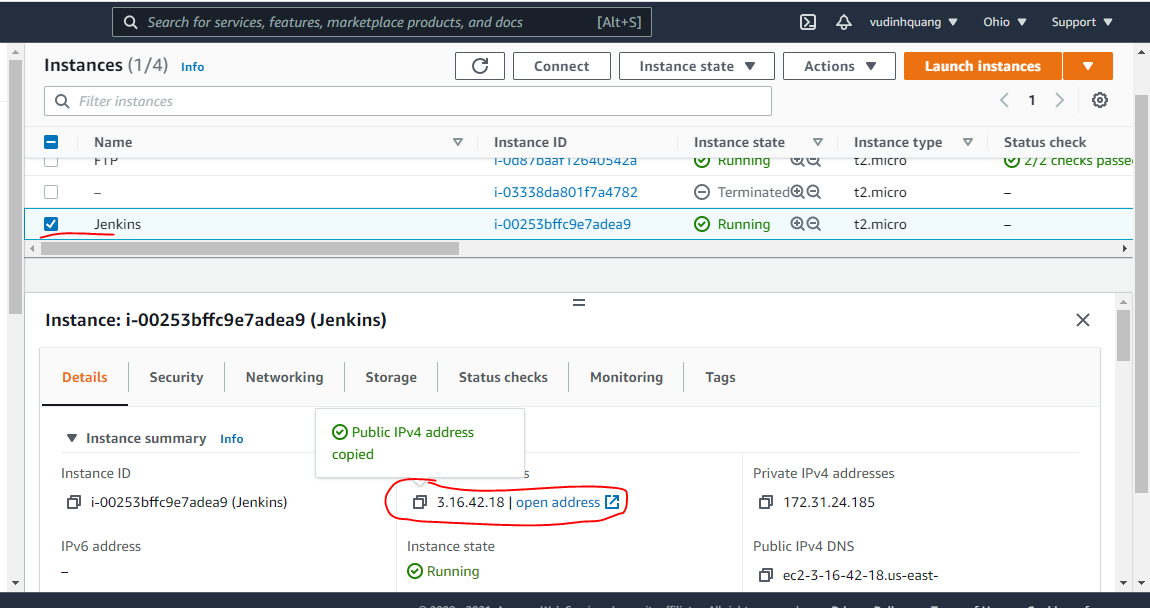 Search for services, features, marketplace products, and docs [Alt+S] vudinhquang Ohio Support
Instances (1/4) Info Connect Instance state Actions Launch instances
Filter instances 1
Name Instance ID Instance state Instance type Status check
FTP i-0d87baaf12640542a Running t2.micro 2/2 checks passe
– i-03338da801f7a4782 Terminated t2.micro –
Jenkins i-00253bffc9e7adea9 Running t2.micro –
Instance: i-00253bffc9e7adea9 (Jenkins)
Details Security Networking Storage Status checks Monitoring Tags
Public IPv4 address
copied
Instance summary Info
Instance ID s Private IPv4 addresses
i-00253bffc9e7adea9 (Jenkins) 3.16.42.18 | open address 172.31.24.185
IPv6 address Instance state Public IPv4 DNS
– Running ec2-3-16-42-18.us-east-